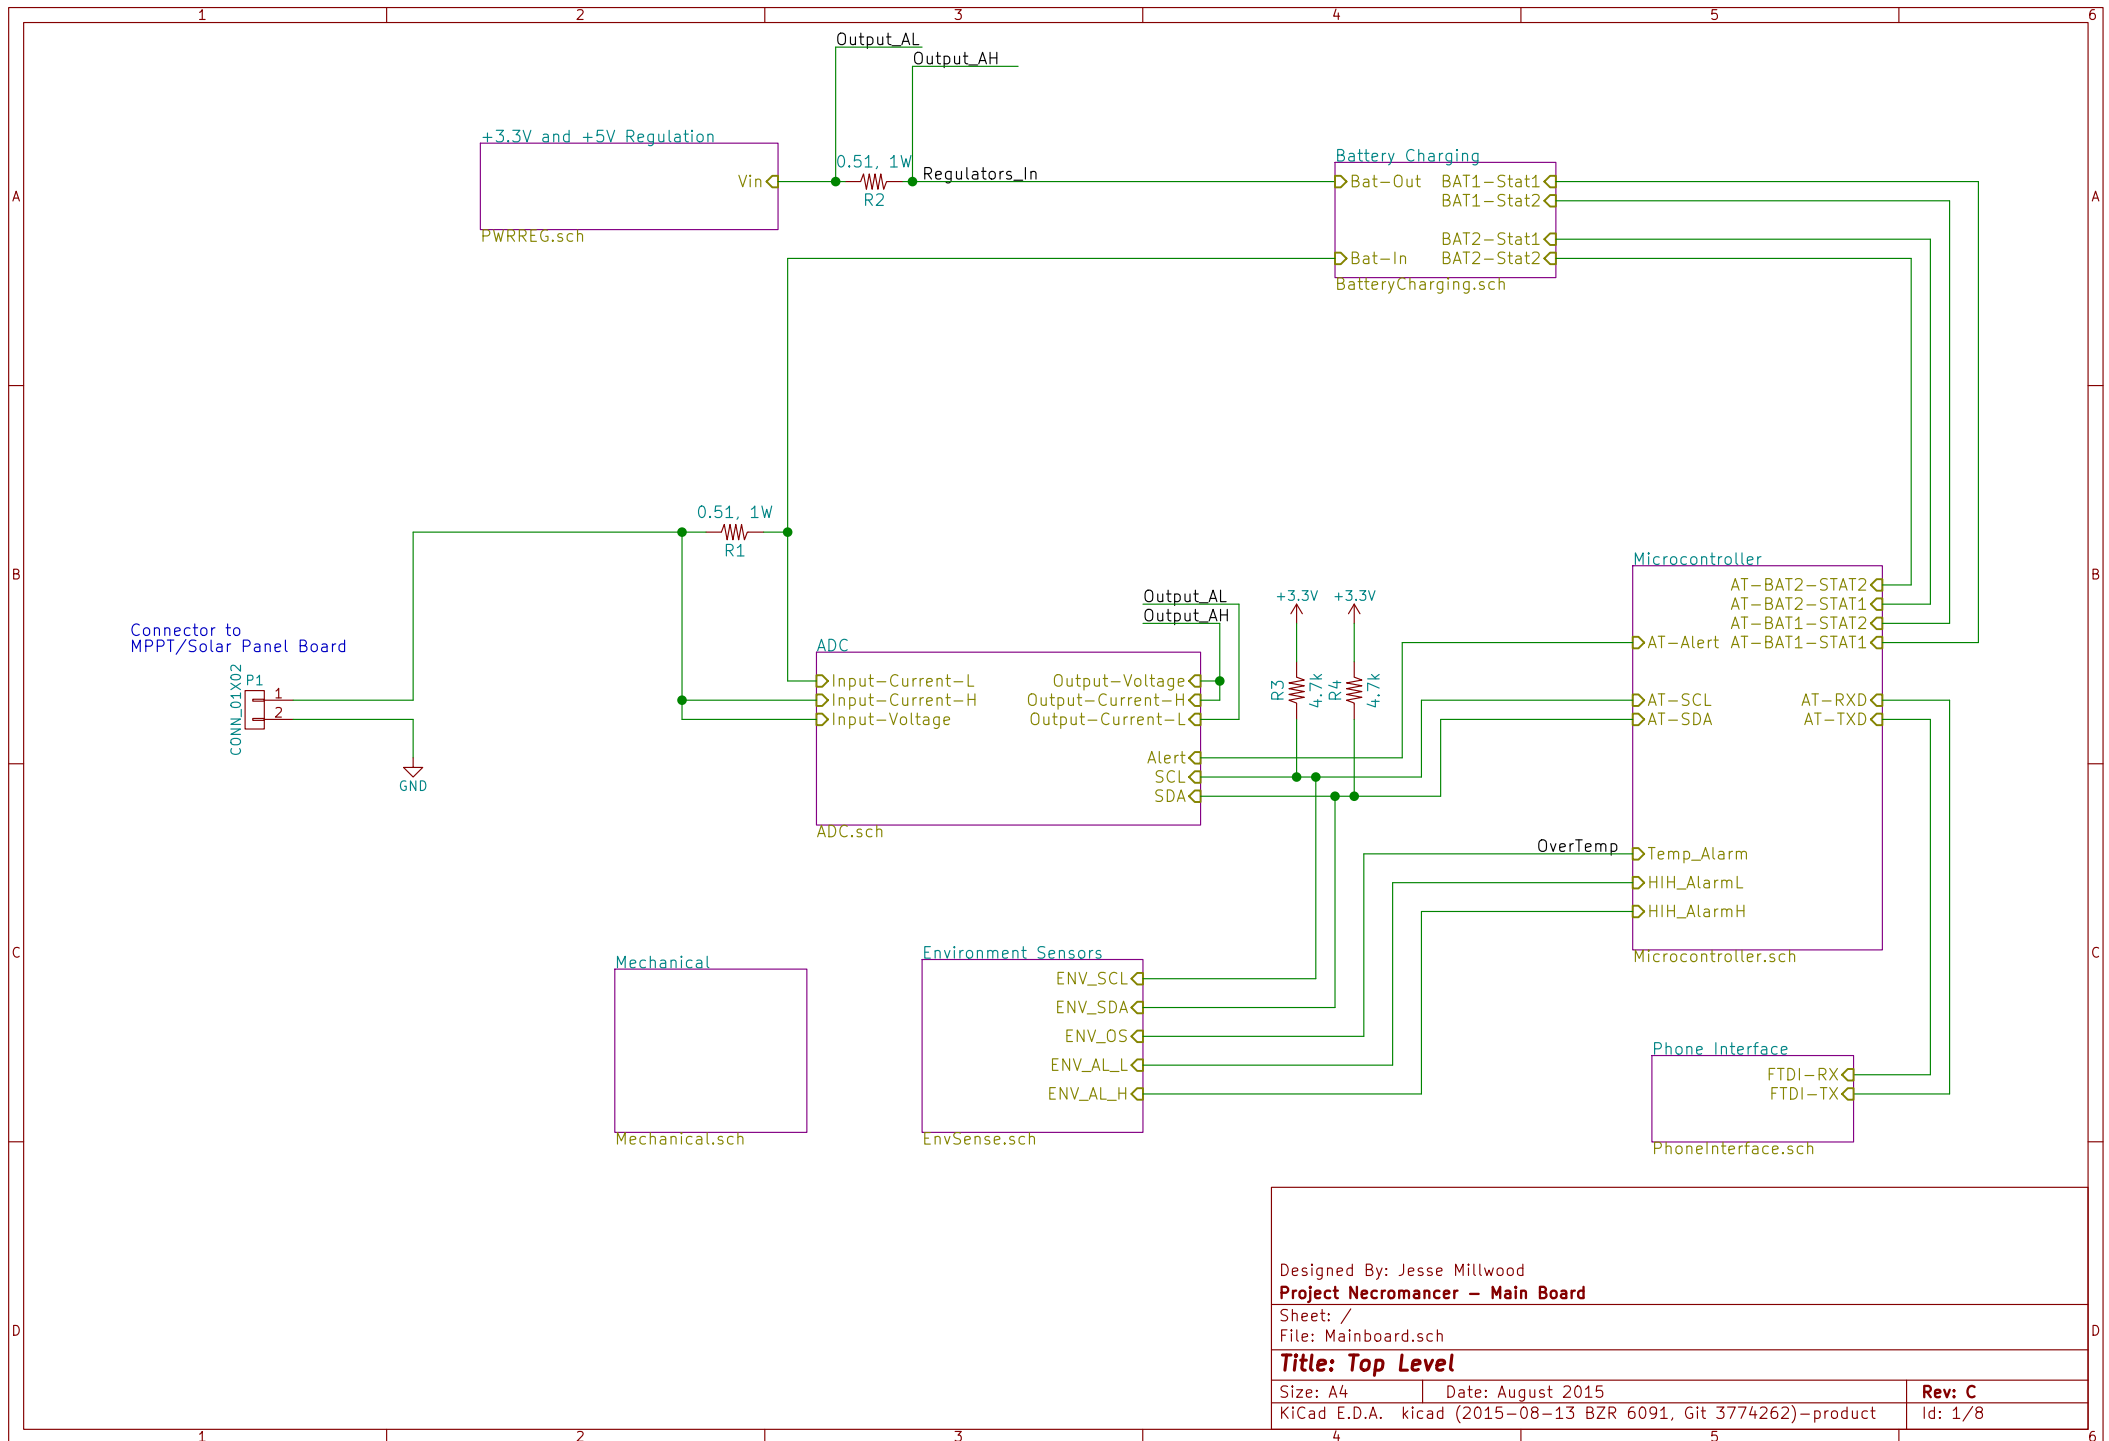 1 2 3 4 5 6
Output_AL
Output_AH
+3.3V and +5V Regulation
Vin
PWRREG.sch
0.51, 1W
R2
Regulators_In
Battery Charging
Bat-Out BAT1-Stat1
BAT1-Stat2
BAT2-Stat1
Bat-In BAT2-Stat2
BatteryCharging.sch
A A
0.51, 1W
R1
B B
Connector to
MPPT/Solar Panel Board
P1
CON_01X02
1
2
GND
Output_AL
Output_AH
ADC
Input-Current-L Output-Voltage
Input-Current-H Output-Current-H
Input-Voltage Output-Current-L
Alert
SCL
SDA
ADC.sch
+3.3V +3.3V
R3
4.7k
R4
4.7k
Microcontroller
AT-BAT2-STAT2
AT-BAT2-STAT1
AT-BAT1-STAT2
AT-Alert AT-BAT1-STAT1
AT-SCL AT-RXD
AT-SDA AT-TXD
OverTemp
Temp_Alarm
HIH_AlarmL
HIH_AlarmH
Microcontroller.sch
C C
Mechanical
Mechanical.sch
Environment Sensors
ENV_SCL
ENV_SDA
ENV_OS
ENV_AL_L
ENV_AL_H
EnvSense.sch
Phone Interface
FTDI-RX
FTDI-TX
PhoneInterface.sch
D D
Designed By: Jesse Millwood
Project Necromancer - Main Board
Sheet: /
File: Mainboard.sch
Title: Top Level
Size: A4 Date: August 2015 Rev: C
KiCad E.D.A. kicad (2015-08-13 BZR 6091, Git 3774262)-product Id: 1/8
1 2 3 4 5 6